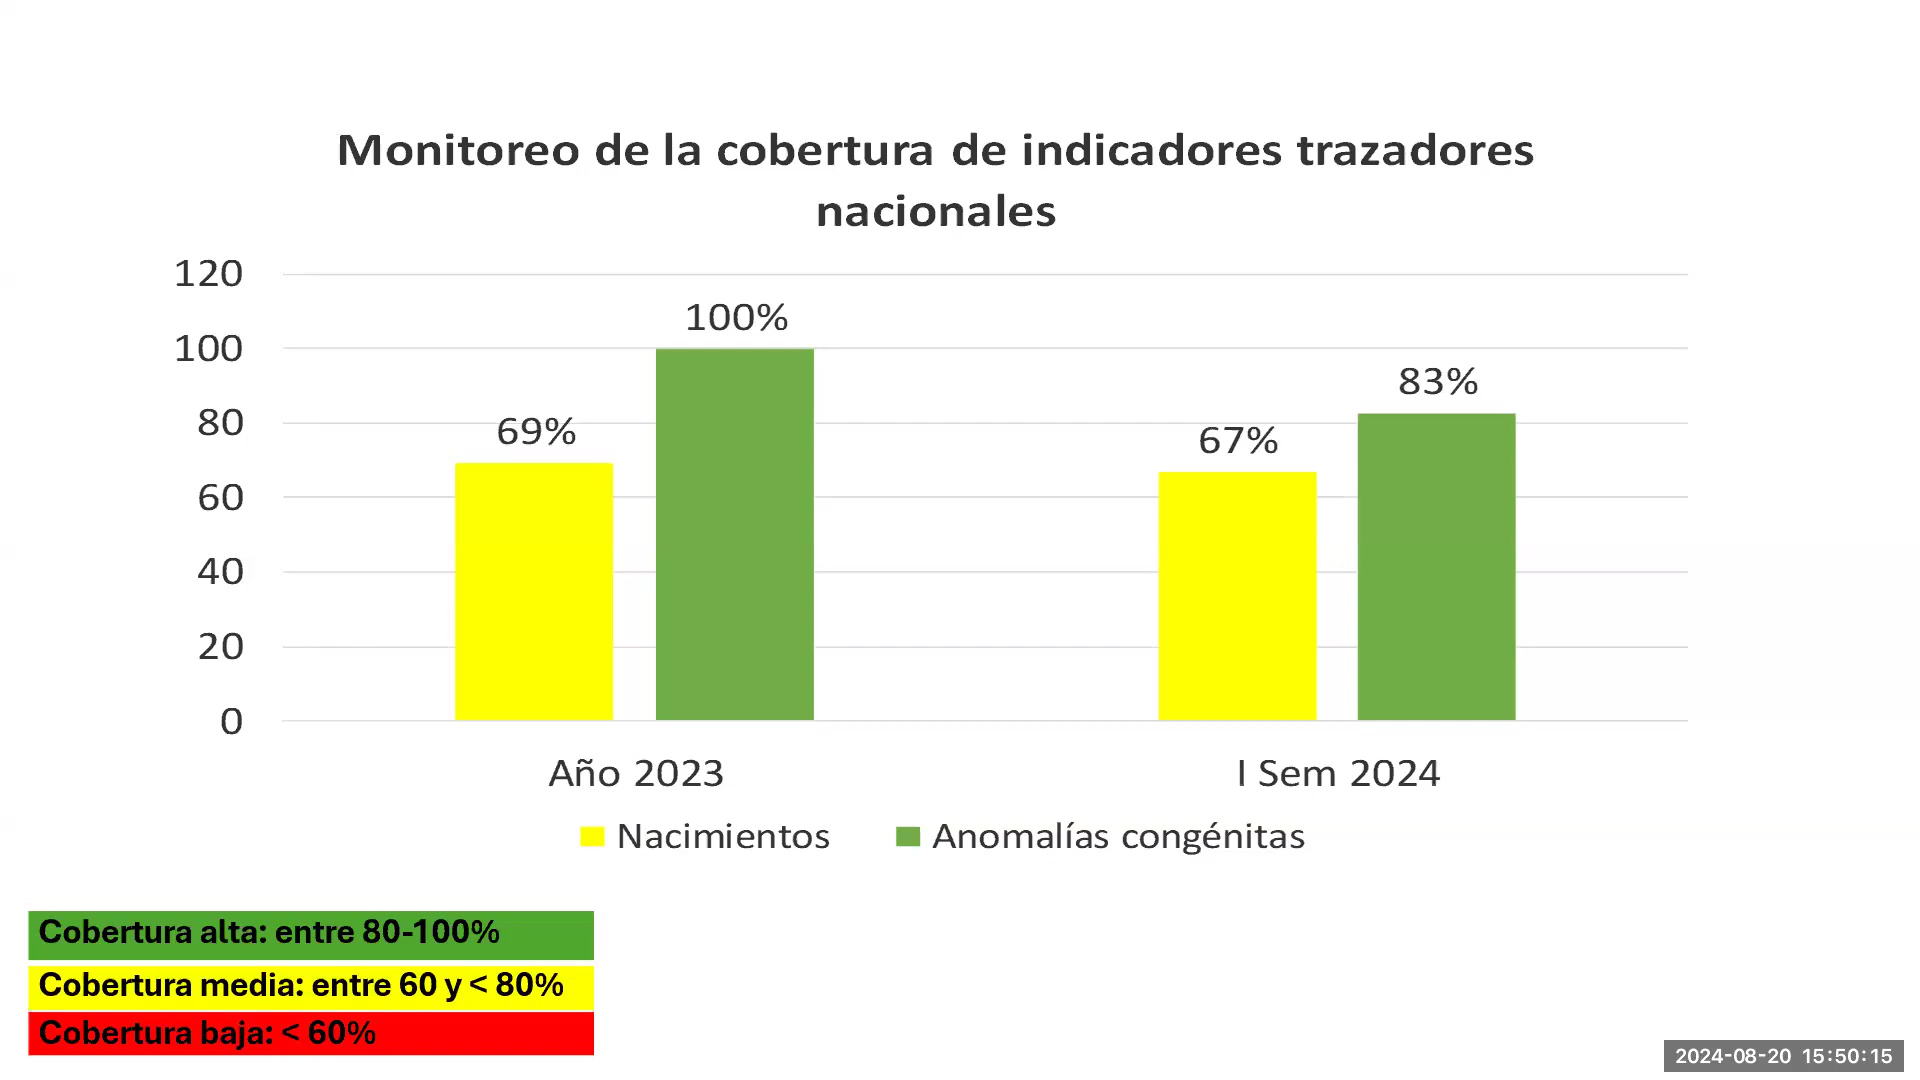 Monitoreo de la cobertura de indicadores trazadores
nacionales
120
100
80
60
40
20
0
69%
100%
67%
83%
Año 2023
I Sem 2024
Nacimientos
Anomalías congénitas
Cobertura alta: entre 80-100%
Cobertura media: entre 60 y < 80%
Cobertura baja: < 60%
2024-08-20 15:50:15